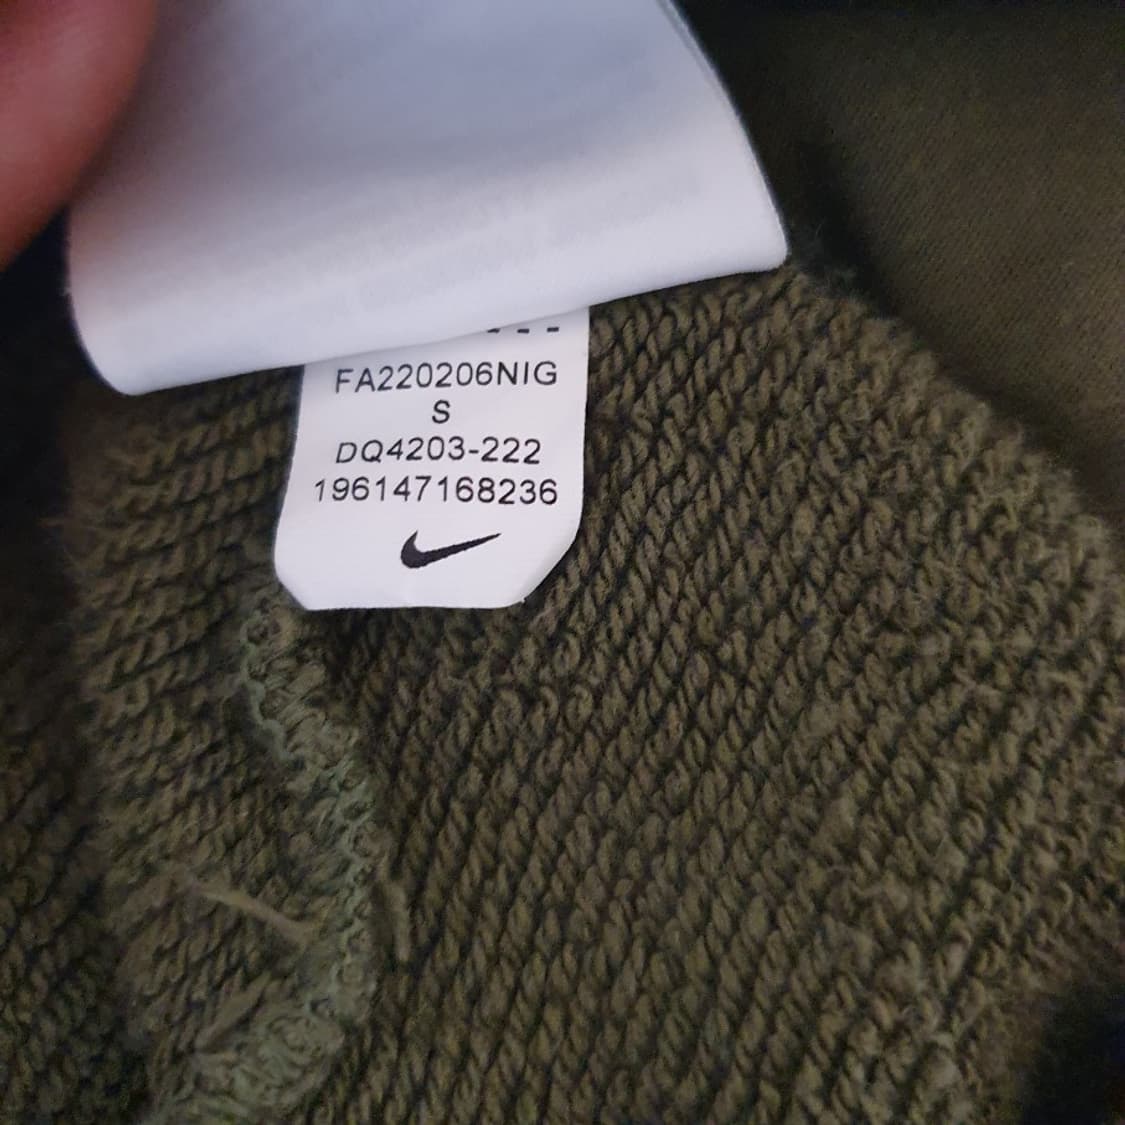 - - -
FA220206NIG
S
DQ4203-222
196147168236